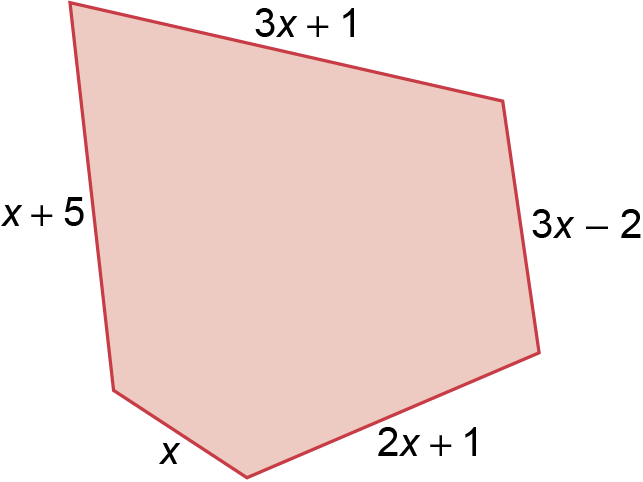 3x + 1
x + 5
3x – 2
2x + 1
x